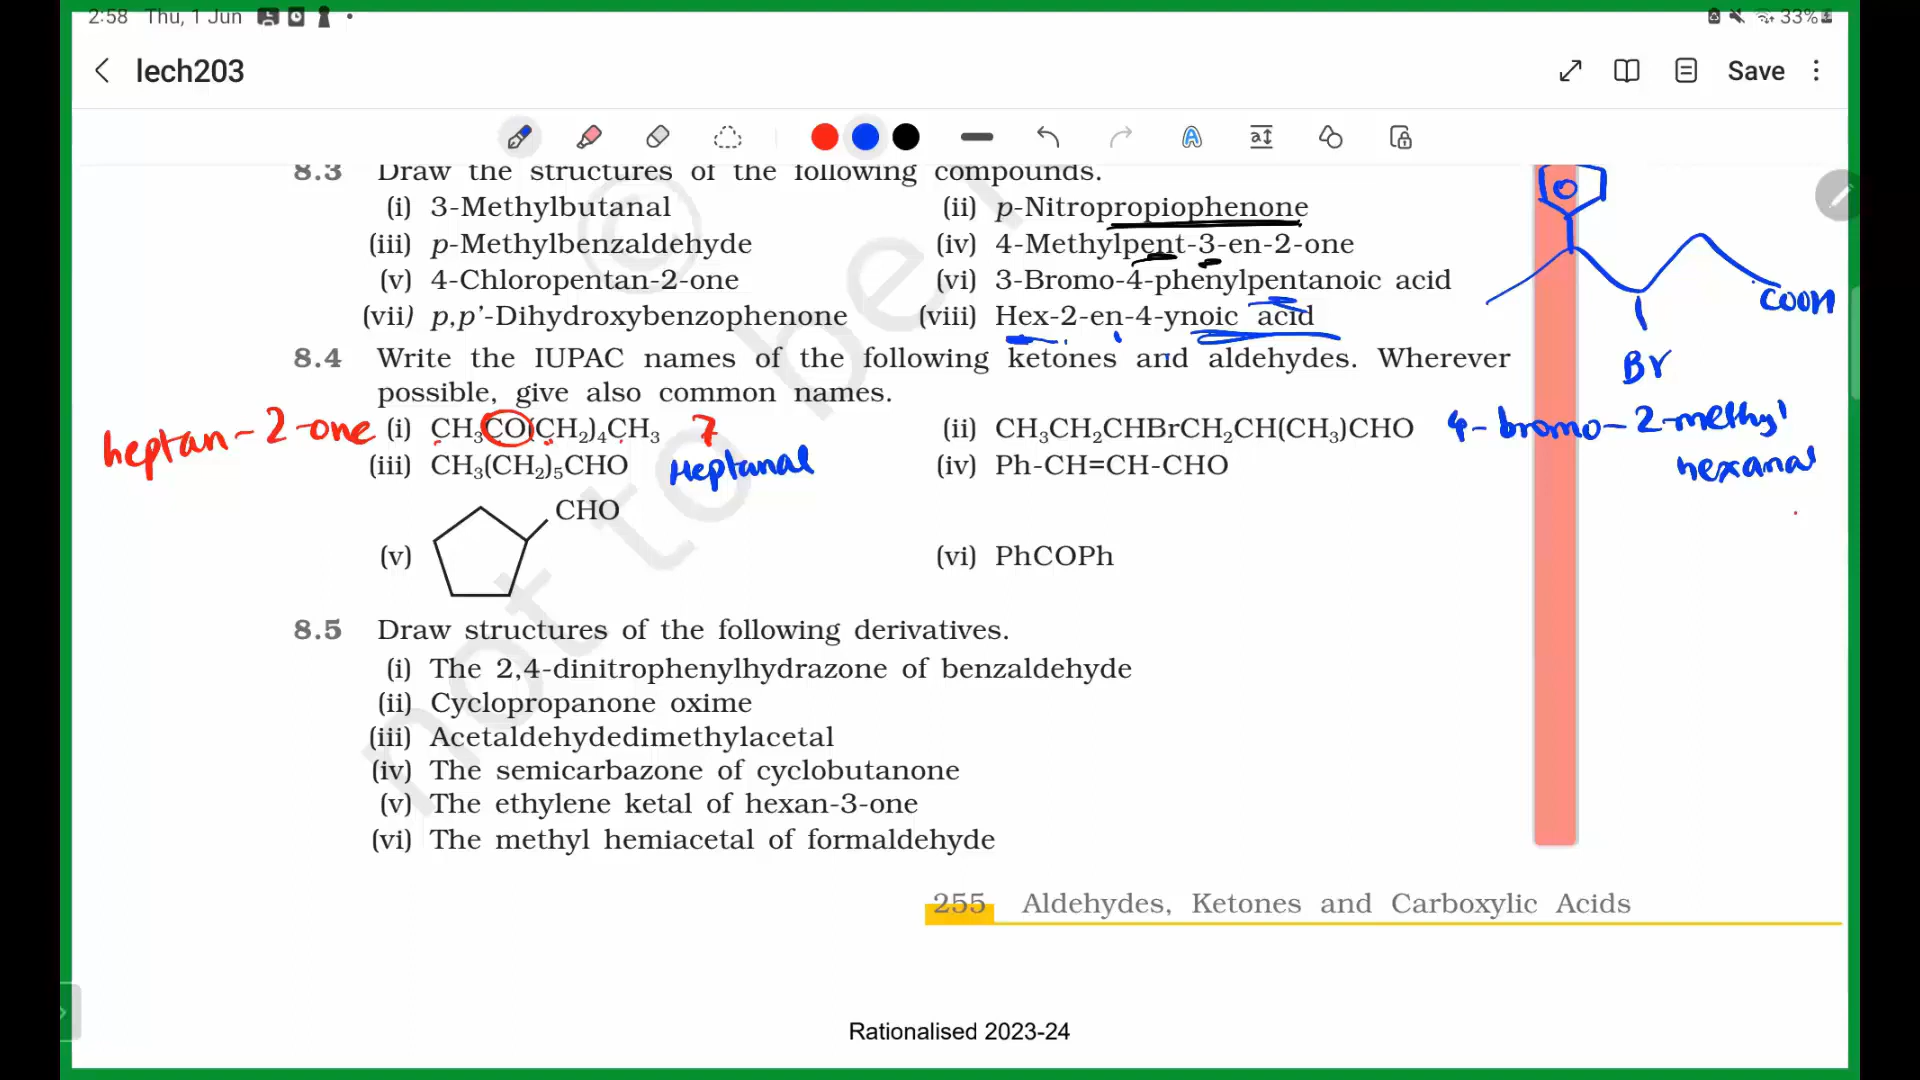 2:58 Thu, 1 Jun 33%
lech203 Save
8.3 Draw the structures of the following compounds.
(i) 3-Methylbutanal (ii) p-Nitropropiophenone
(iii) p-Methylbenzaldehyde (iv) 4-Methylpent-3-en-2-one
(v) 4-Chloropentan-2-one (vi) 3-Bromo-4-phenylpentanoic acid
COOH
(vii) p,p’-Dihydroxybenzophenone (viii) Hex-2-en-4-ynoic acid
8.4 Write the IUPAC names of the following ketones and aldehydes. Wherever
Br
possible, give also common names.
heptan-2-one (i) CH₃CO(CH₂)₄CH₃ 7 (ii) CH₃CH₂CHBrCH₂CH(CH₃)CHO 4-bromo-2-methyl
(iii) CH₃(CH₂)₅CHO Heptanal (iv) Ph-CH=CH-CHO hexanal
CHO
(v) (vi) PhCOPh
8.5 Draw structures of the following derivatives.
(i) The 2,4-dinitrophenylhydrazone of benzaldehyde
(ii) Cyclopropanone oxime
(iii) Acetaldehydedimethylacetal
(iv) The semicarbazone of cyclobutanone
(v) The ethylene ketal of hexan-3-one
(vi) The methyl hemiacetal of formaldehyde
255 Aldehydes, Ketones and Carboxylic Acids
Rationalised 2023-24
© not to be r